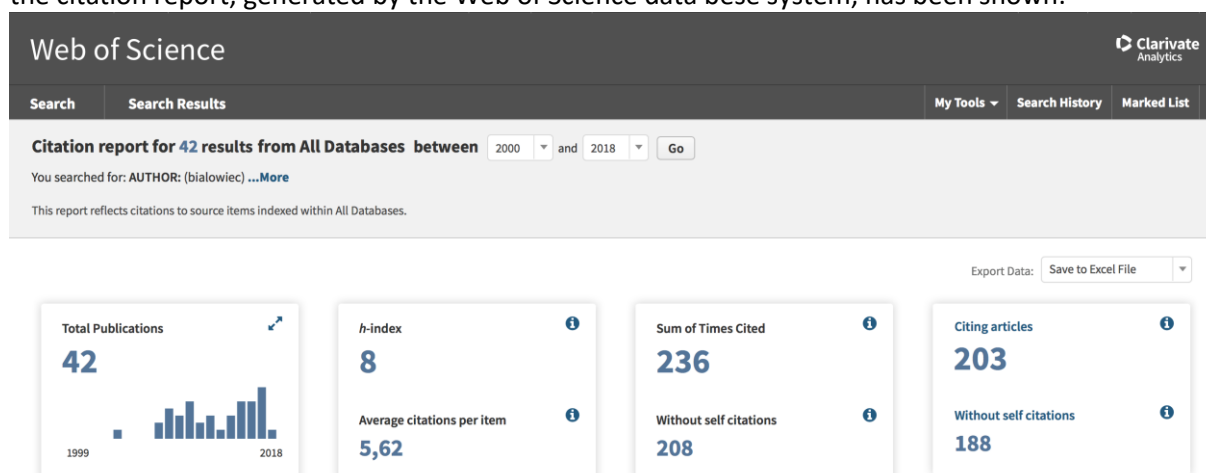 the citation report, generated by the Web of Science data bese system, has been shown.
Web of Science
Clarivate
Analytics
Search Search Results My Tools Search History Marked List
Citation report for 42 results from All Databases between 2000 and 2018 Go
You searched for: AUTHOR: (bialowiec) ...More
This report reflects citations to source items indexed within All Databases.
Export Data: Save to Excel File
Total Publications
42
1999 2018
h-index
8
Average citations per item
5,62
Sum of Times Cited
236
Without self citations
208
Citing articles
203
Without self citations
188